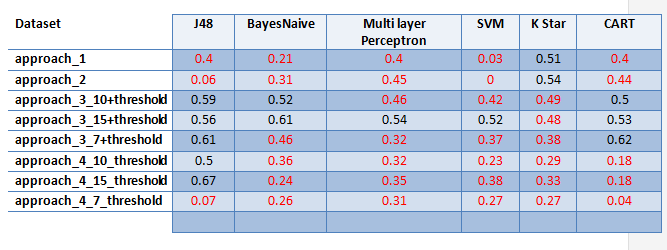 Dataset J48 BayesNaive Multi layer Perceptron SVM K Star CART
approach_1 0.4 0.21 0.4 0.03 0.51 0.4
approach_2 0.06 0.31 0.45 0 0.54 0.44
approach_3_10+threshold 0.59 0.52 0.46 0.42 0.49 0.5
approach_3_15+threshold 0.56 0.61 0.54 0.52 0.48 0.53
approach_3_7+threshold 0.61 0.46 0.32 0.37 0.38 0.62
approach_4_10_threshold 0.5 0.36 0.32 0.23 0.29 0.18
approach_4_15_threshold 0.67 0.24 0.35 0.38 0.33 0.18
approach_4_7_threshold 0.07 0.26 0.31 0.27 0.27 0.04